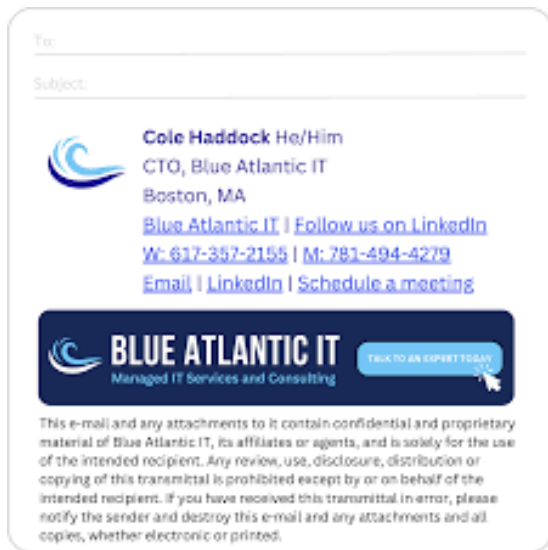 To:
Subject:
Cole Haddock He/Him
CTO, Blue Atlantic IT
Boston, MA
Blue Atlantic IT | Follow us on LinkedIn
W: 617-357-2155 | M: 781-494-4279
Email | LinkedIn | Schedule a meeting
BLUE ATLANTIC IT
Managed IT Services and Consulting
TALK TO AN EXPERT TODAY
This e-mail and any attachments to it contain confidential and proprietary
material of Blue Atlantic IT, its affiliates or agents, and is solely for the use
of the intended recipient. Any review, use, disclosure, distribution or
copying of this transmittal is prohibited except by or on behalf of the
intended recipient. If you have received this transmittal in error, please
notify the sender and destroy this e-mail and any attachments and all
copies, whether electronic or printed.